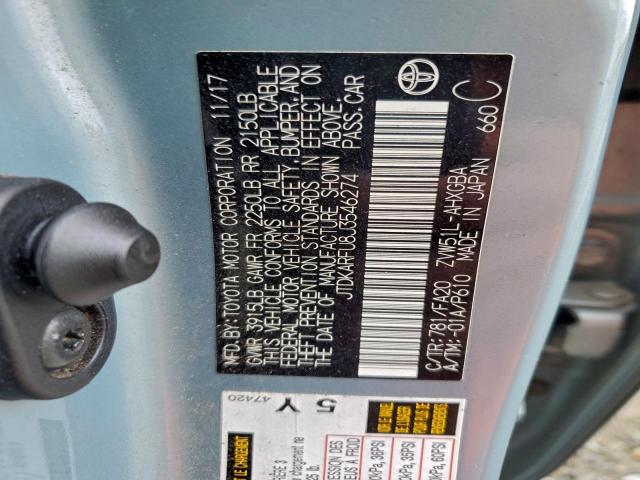 MFD. BY: TOYOTA MOTOR CORPORATION 11/17
GVWR 3915LB GAWR FR 2250LB RR 2150LB
THIS VEHICLE CONFORMS TO ALL APPLICABLE
FEDERAL MOTOR VEHICLE SAFETY, BUMPER, AND
THEFT PREVENTION STANDARDS IN EFFECT ON
THE DATE OF MANUFACTURE SHOWN ABOVE.
JTDKARFU8J3546274 PASS. CAR
C/TR: 781/FA20 ZVW51L-AHXGBA
A/TM: -01A/P610 MADE IN JAPAN 660 C
5 Y
47420